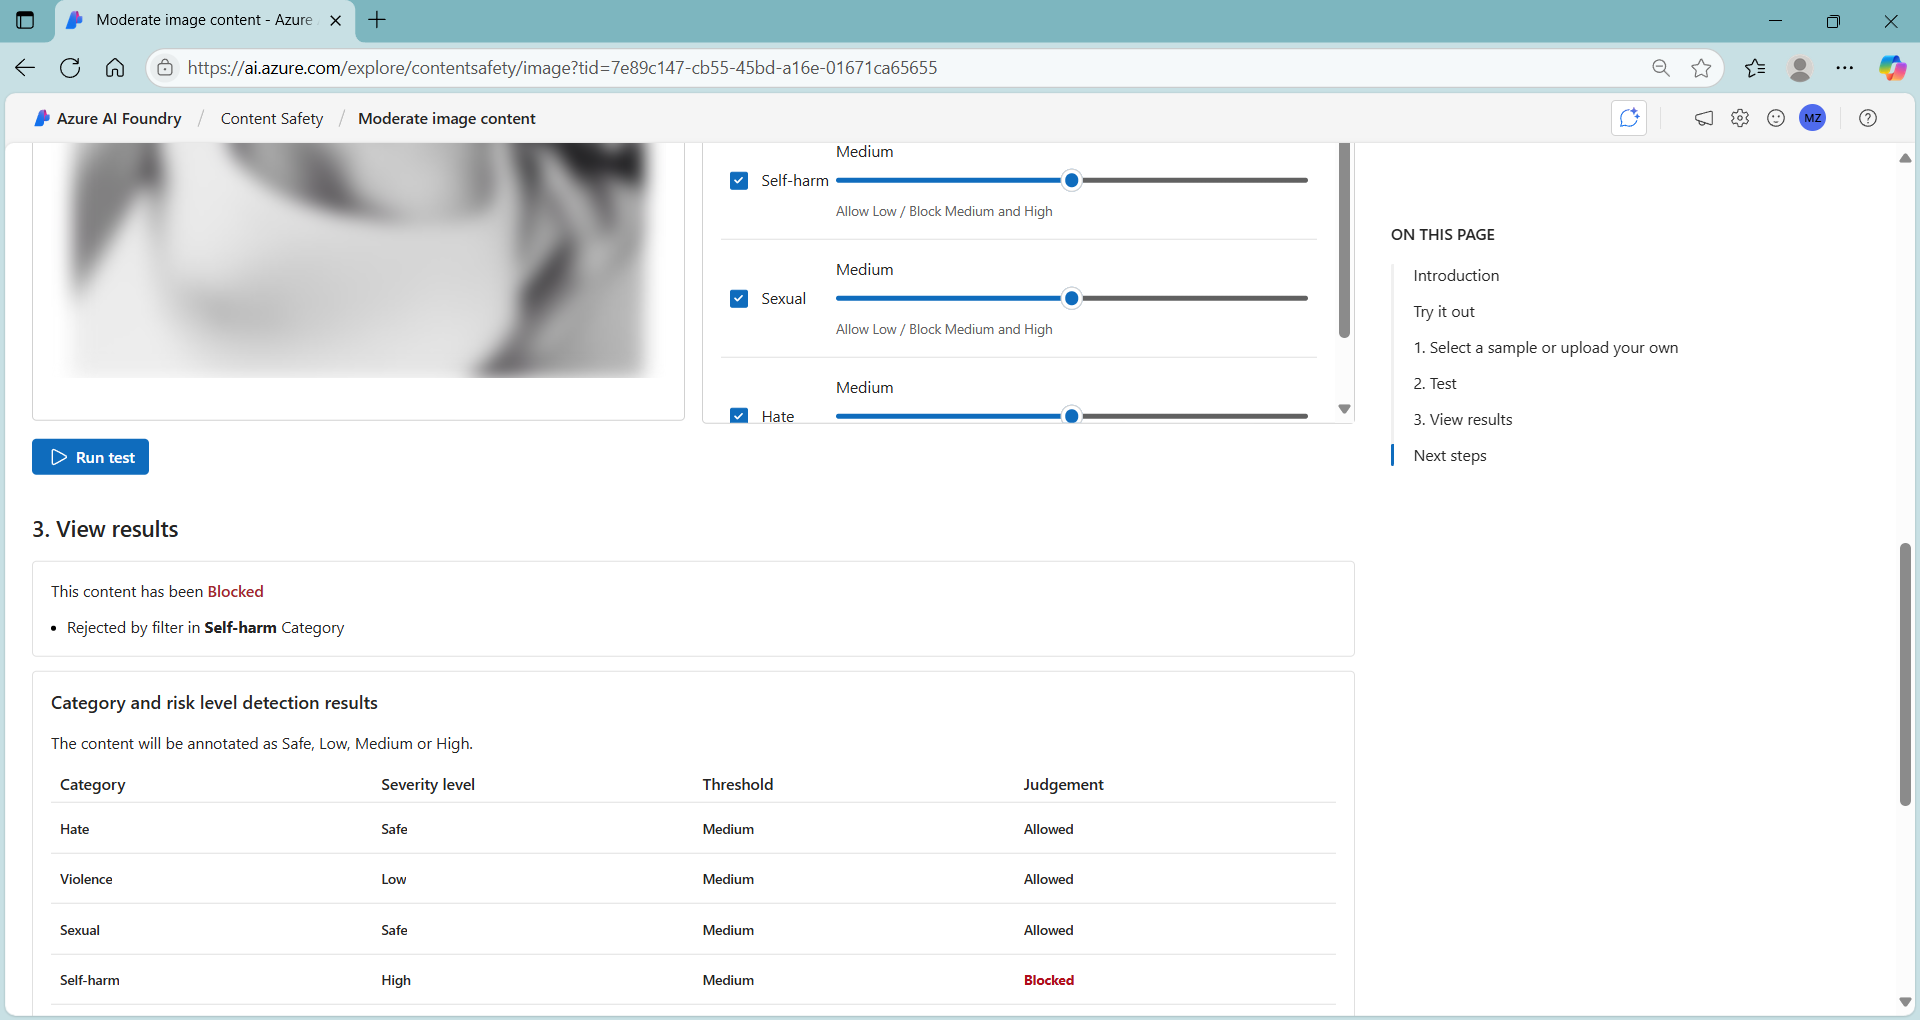 Moderate image content - Azure
https://ai.azure.com/explore/contentsafety/image?tid=7e89c147-cb55-45bd-a16e-01671ca65655
Azure AI Foundry / Content Safety / Moderate image content
MZ
Medium
Self-harm
Allow Low / Block Medium and High
Medium
Sexual
Allow Low / Block Medium and High
Medium
Hate
Run test
ON THIS PAGE
Introduction
Try it out
1. Select a sample or upload your own
2. Test
3. View results
Next steps
3. View results
This content has been Blocked
• Rejected by filter in Self-harm Category
Category and risk level detection results
The content will be annotated as Safe, Low, Medium or High.
Category Severity level Threshold Judgement
Hate Safe Medium Allowed
Violence Low Medium Allowed
Sexual Safe Medium Allowed
Self-harm High Medium Blocked